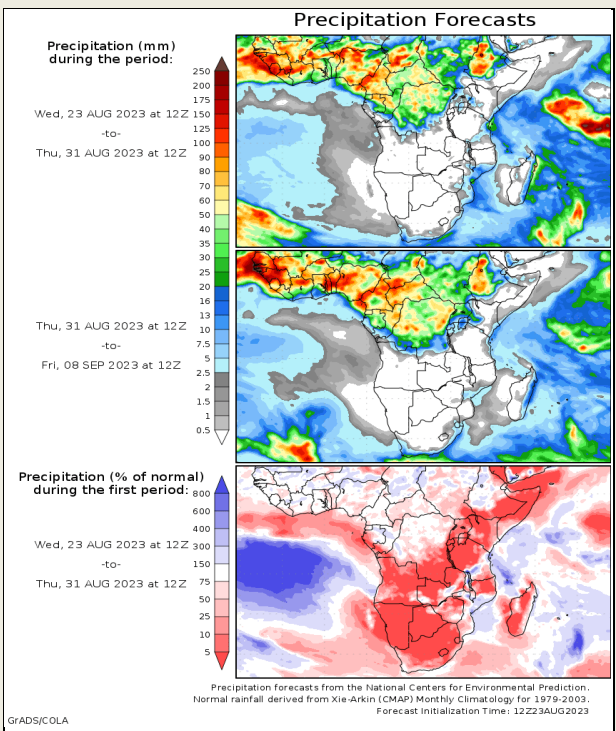 Precipitation Forecasts
Precipitation (mm)
during the period:
Wed, 23 AUG 2023 at 12Z
-to-
Thu, 31 AUG 2023 at 12Z
250
200
175
150
125
100
90
80
70
60
50
40
35
30
25
20
16
13
10
7.5
5
2.5
2
1.5
1
0.5
Thu, 31 AUG 2023 at 12Z
-to-
Fri, 08 SEP 2023 at 12Z
Precipitation (% of normal)
during the first period:
Wed, 23 AUG 2023 at 12Z
-to-
Thu, 31 AUG 2023 at 12Z
800
600
400
300
150
75
50
25
10
5
Precipitation forecasts from the National Centers for Environmental Prediction.
Normal rainfall derived from Xie-Arkin (CMAP) Monthly Climatology for 1979-2003.
Forecast Initialization Time: 12Z23AUG2023
GrADS/COLA